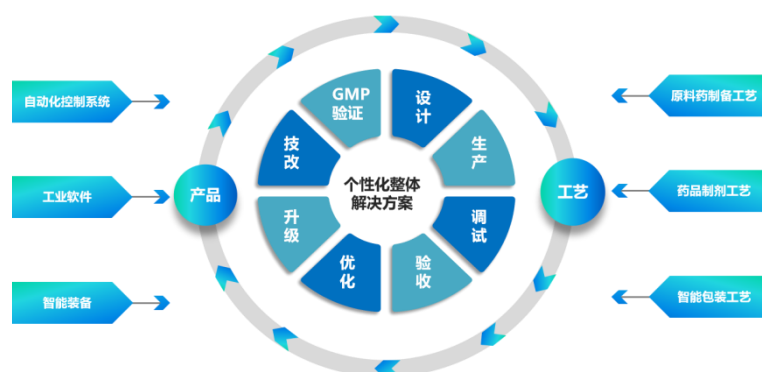 自动化控制系统
工业软件
智能装备
产品
GMP
验证
设
计
生
产
调
试
验
收
优
化
升
级
技
改
个性化整体
解决方案
工艺
原料药制备工艺
药品制剂工艺
智能包装工艺